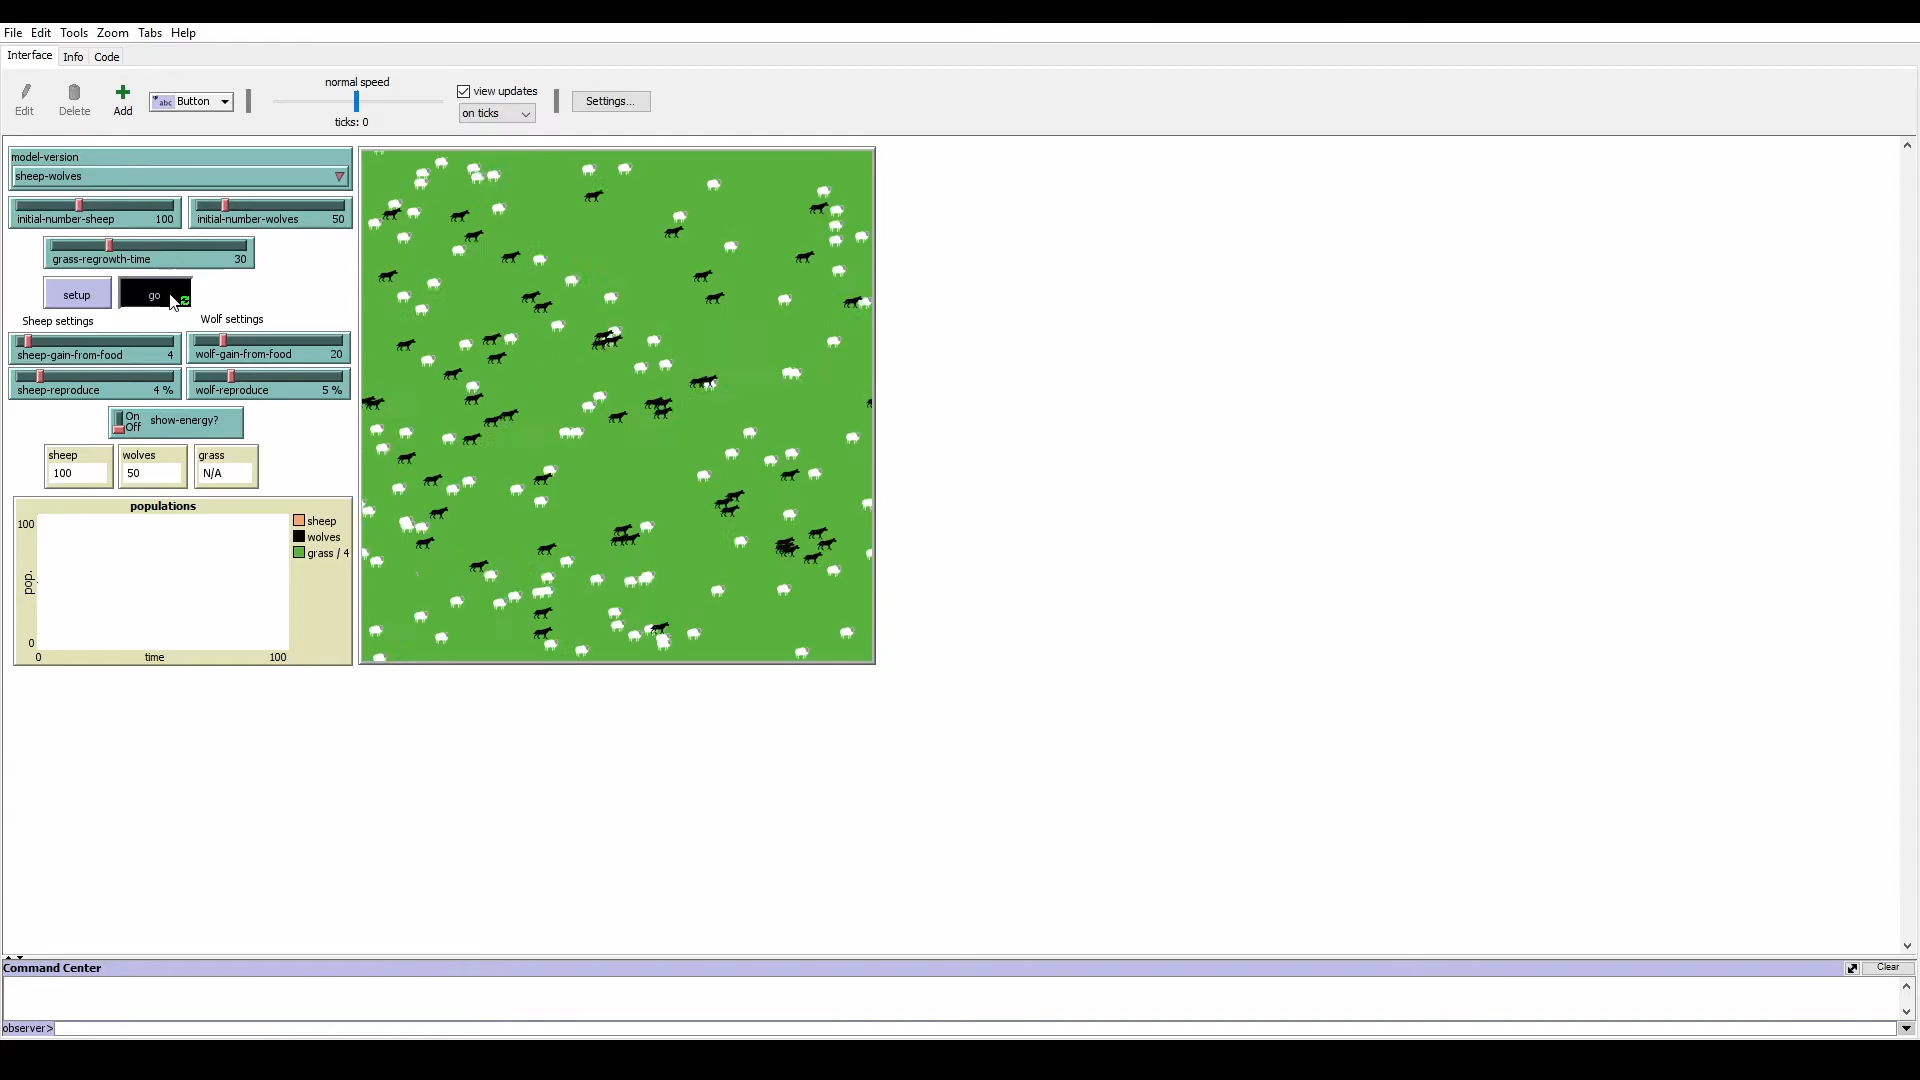 File Edit Tools Zoom Tabs Help
Interface Info Code
normal speed
view updates
Edit Delete Add abc Button on ticks Settings...
ticks: 0
model-version
sheep-wolves
initial-number-sheep 100 initial-number-wolves 50
grass-regrowth-time 30
setup go
Sheep settings Wolf settings
sheep-gain-from-food 4 wolf-gain-from-food 20
sheep-reproduce 4 % wolf-reproduce 5 %
On
Off show-energy?
sheep wolves grass
100 50 N/A
populations
100
pop.
0
0 time 100
sheep
wolves
grass / 4
Command Center Clear
observer>